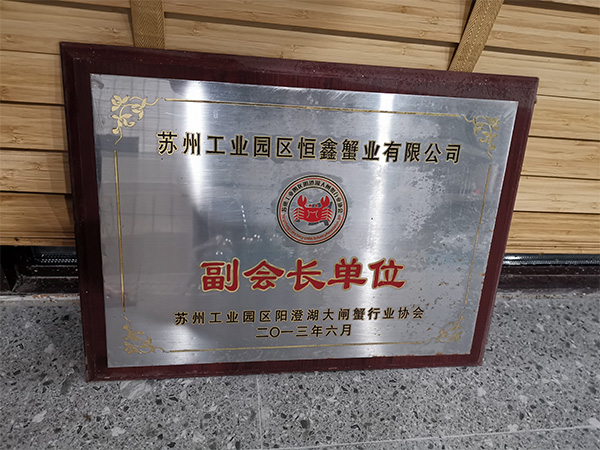 苏州工业园区恒鑫蟹业有限公司
副会长单位
苏州工业园区阳澄湖大闸蟹行业协会
二〇一三年六月